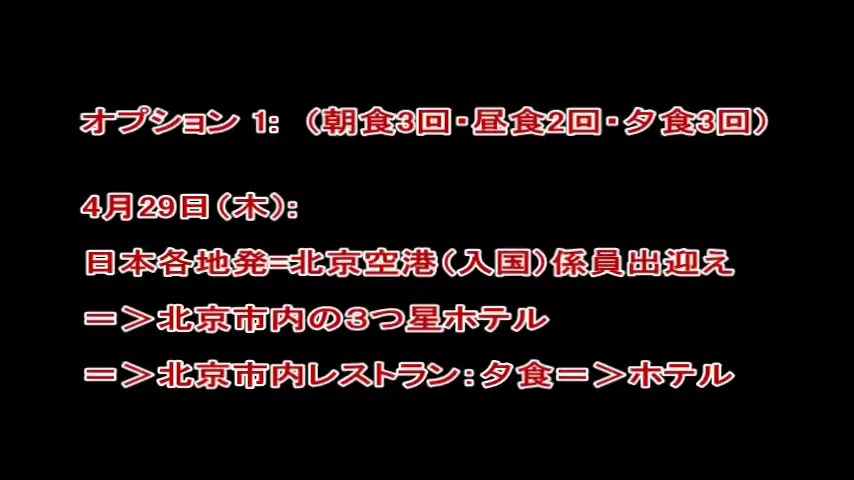 オプション 1: （朝食3回・昼食2回・夕食3回）
4月29日（木）:
日本各地発=北京空港（入国）係員出迎え
＝＞北京市内の３つ星ホテル
＝＞北京市内レストラン：夕食＝＞ホテル